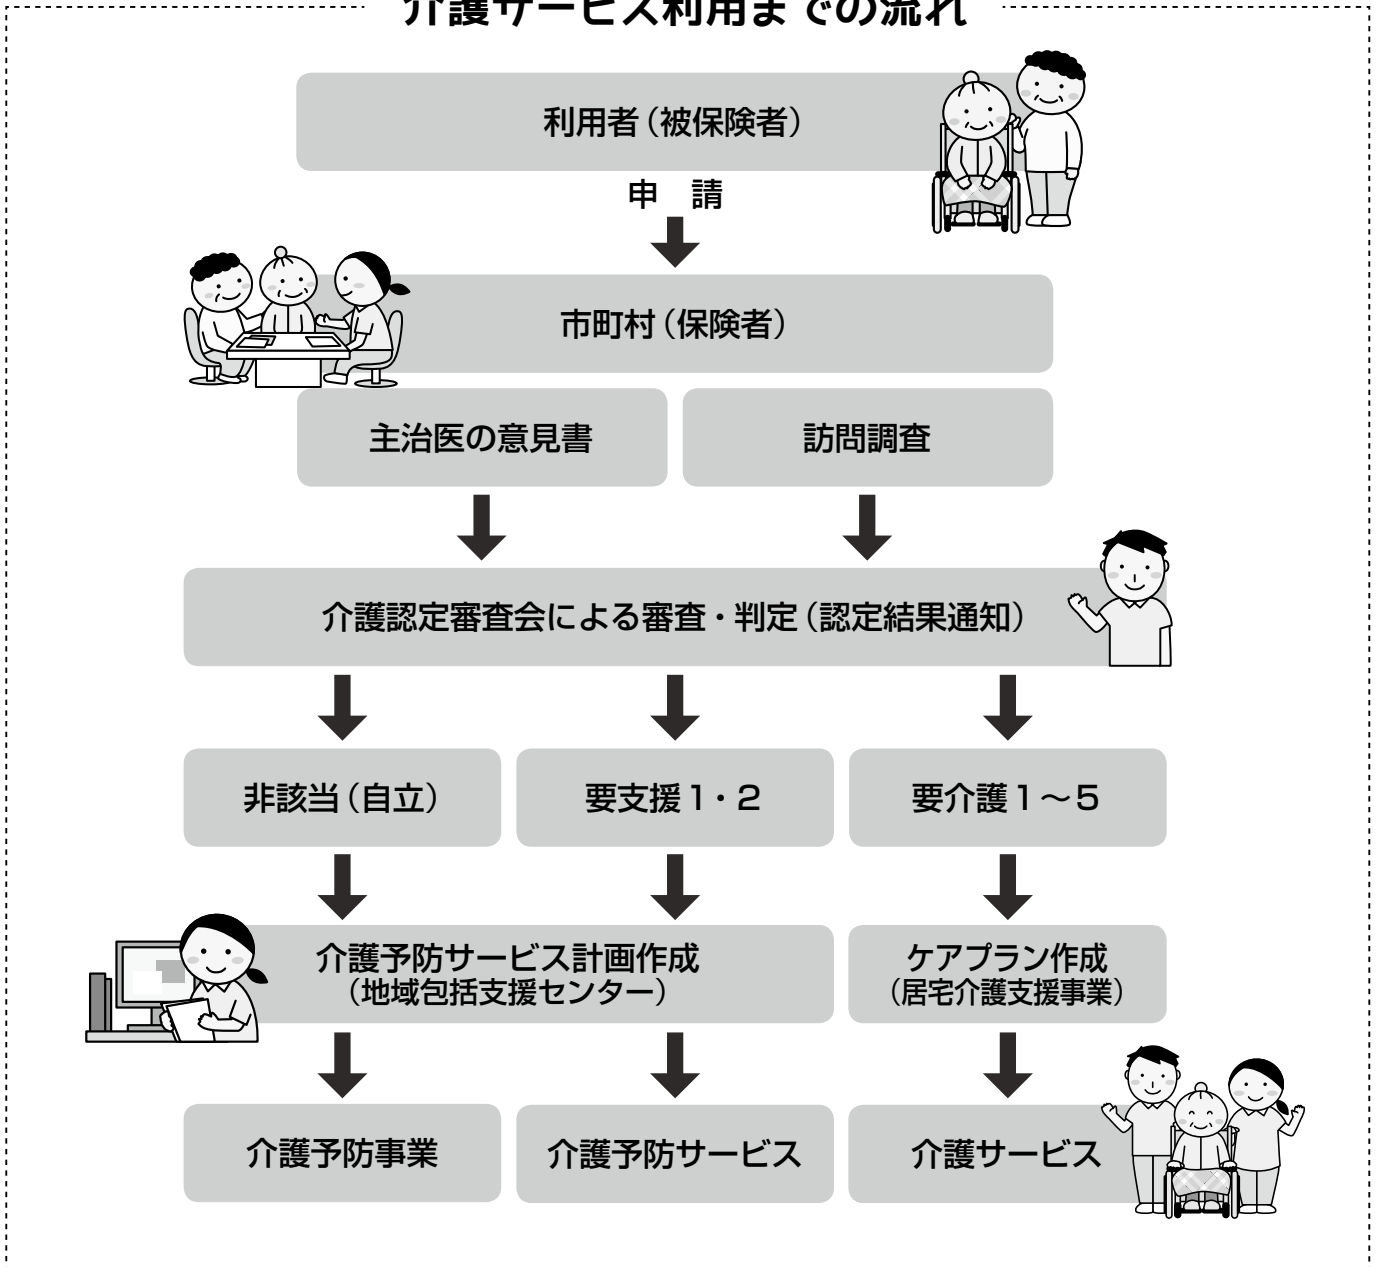 介護サービス利用までの流れ
利用者（被保険者）
申　請
市町村（保険者）
主治医の意見書
訪問調査
介護認定審査会による審査・判定（認定結果通知）
非該当（自立）
要支援１・２
要介護１～５
介護予防サービス計画作成
（地域包括支援センター）
ケアプラン作成
（居宅介護支援事業）
介護予防事業
介護予防サービス
介護サービス